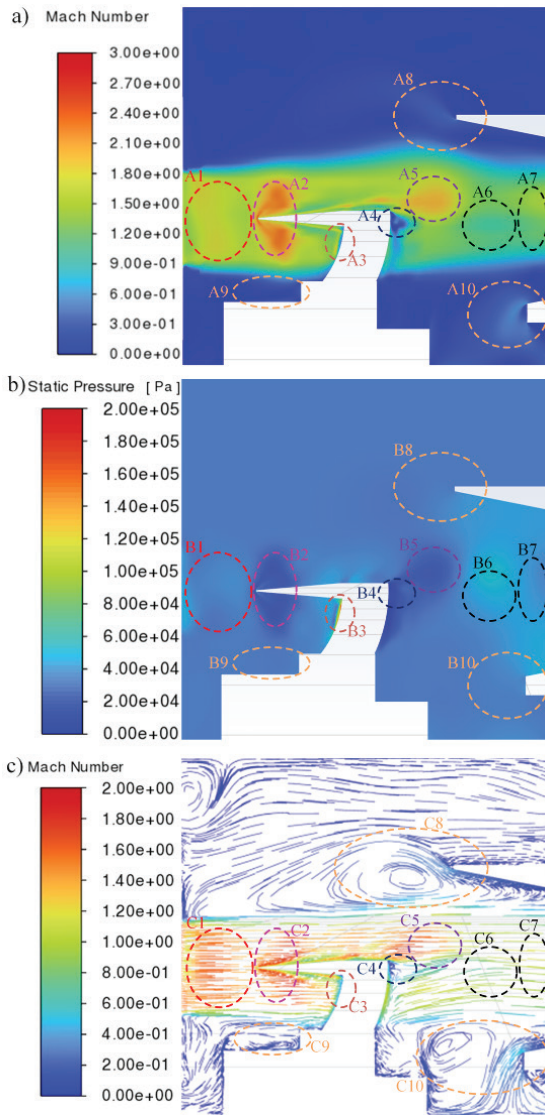 a) Mach Number
3.00e+00
2.70e+00
2.40e+00
2.10e+00
1.80e+00
1.50e+00
1.20e+00
9.00e-01
6.00e-01
3.00e-01
0.00e+00
A1
A2
A3
A4
A5
A6
A7
A8
A9
A10
b) Static Pressure [ Pa]
2.00e+05
1.80e+05
1.60e+05
1.40e+05
1.20e+05
1.00e+05
8.00e+04
6.00e+04
4.00e+04
2.00e+04
0.00e+00
B1
B2
B3
B4
B5
B6
B7
B8
B9
B10
c) Mach Number
2.00e+00
1.80e+00
1.60e+00
1.40e+00
1.20e+00
1.00e+00
8.00e-01
6.00e-01
4.00e-01
2.00e-01
0.00e+00
C1
C2
C3
C4
C5
C6
C7
C8
C9
C10